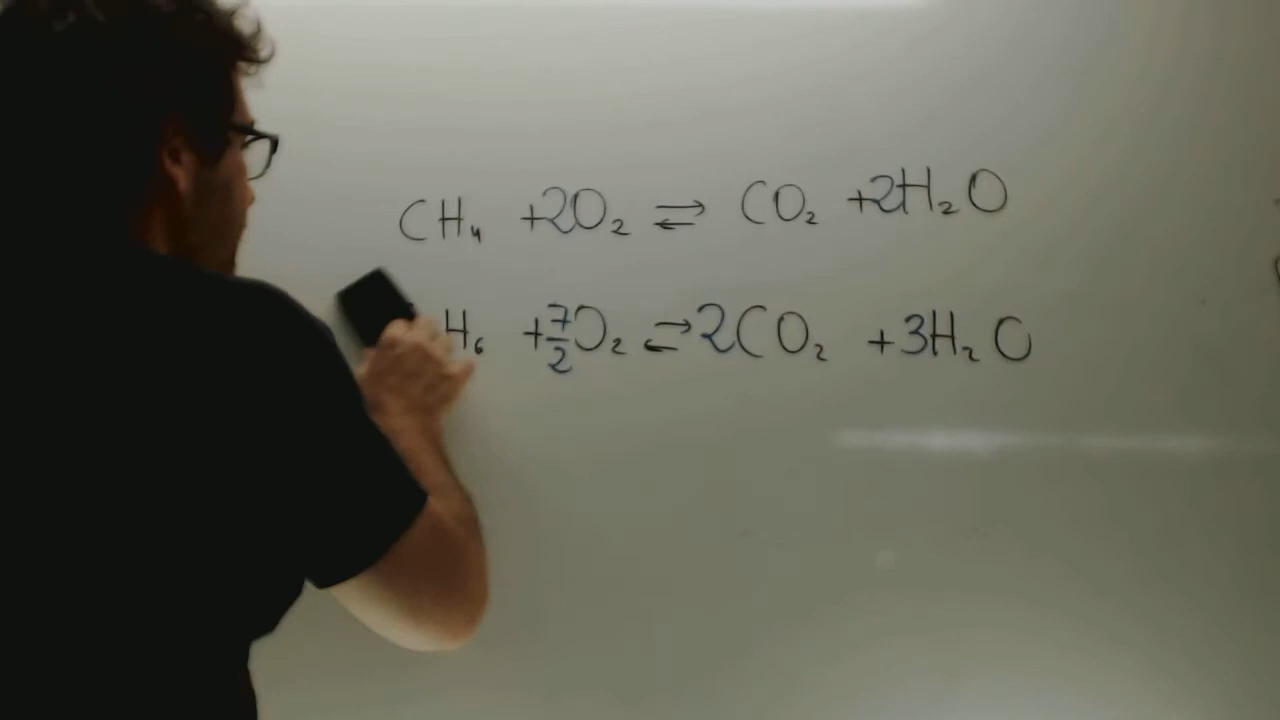 CH₄ +2O₂ ⇌ CO₂ +2H₂O
H₆ +7/2O₂ ⇌ 2CO₂ +3H₂O